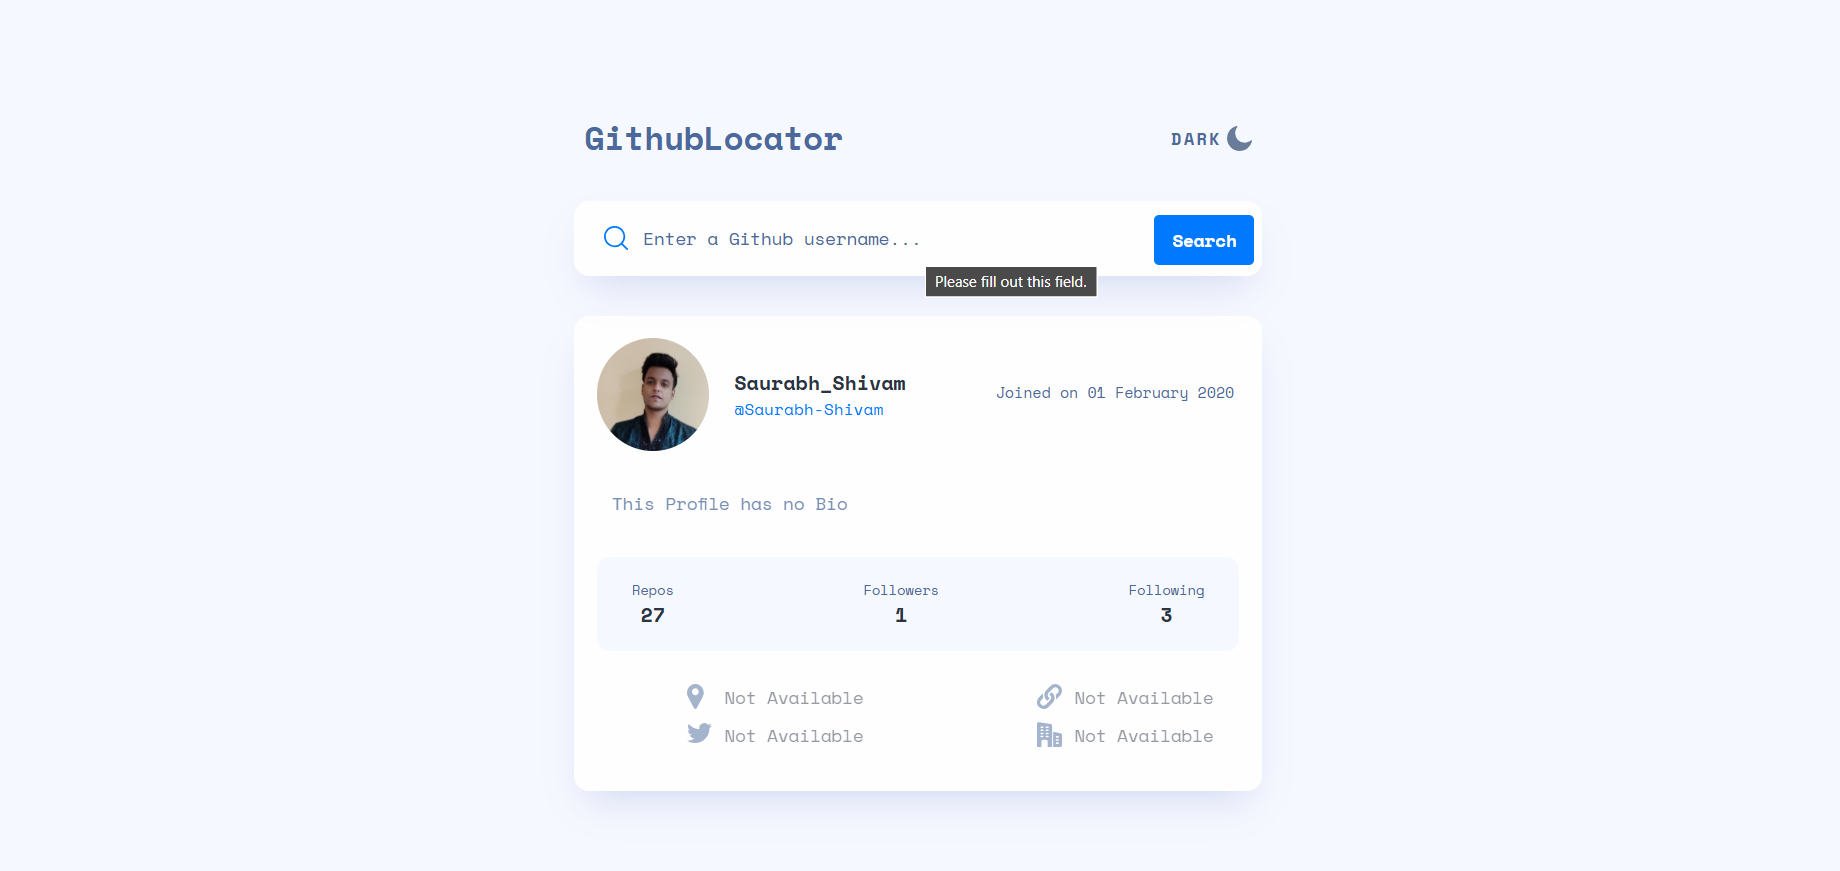 GithubLocator
DARK
Enter a Github username...
Search
Please fill out this field.
Saurabh_Shivam
@Saurabh-Shivam
Joined on 01 February 2020
This Profile has no Bio
Repos
27
Followers
1
Following
3
Not Available
Not Available
Not Available
Not Available